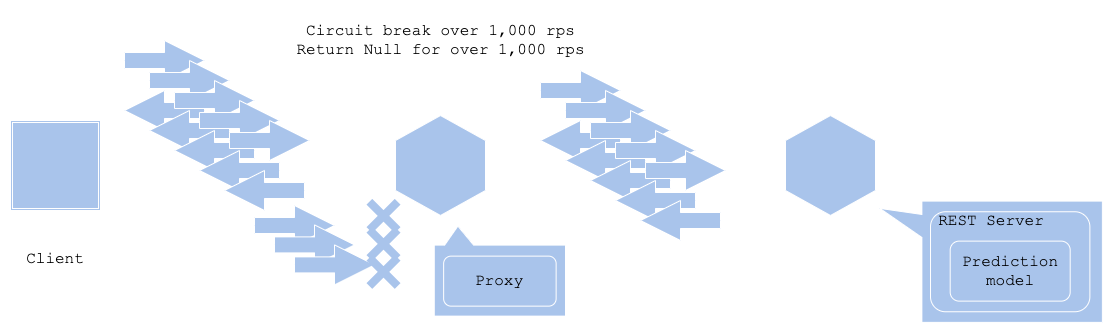 Circuit break over 1,000 rps
Return Null for over 1,000 rps
Client
Proxy
REST Server
Prediction
model